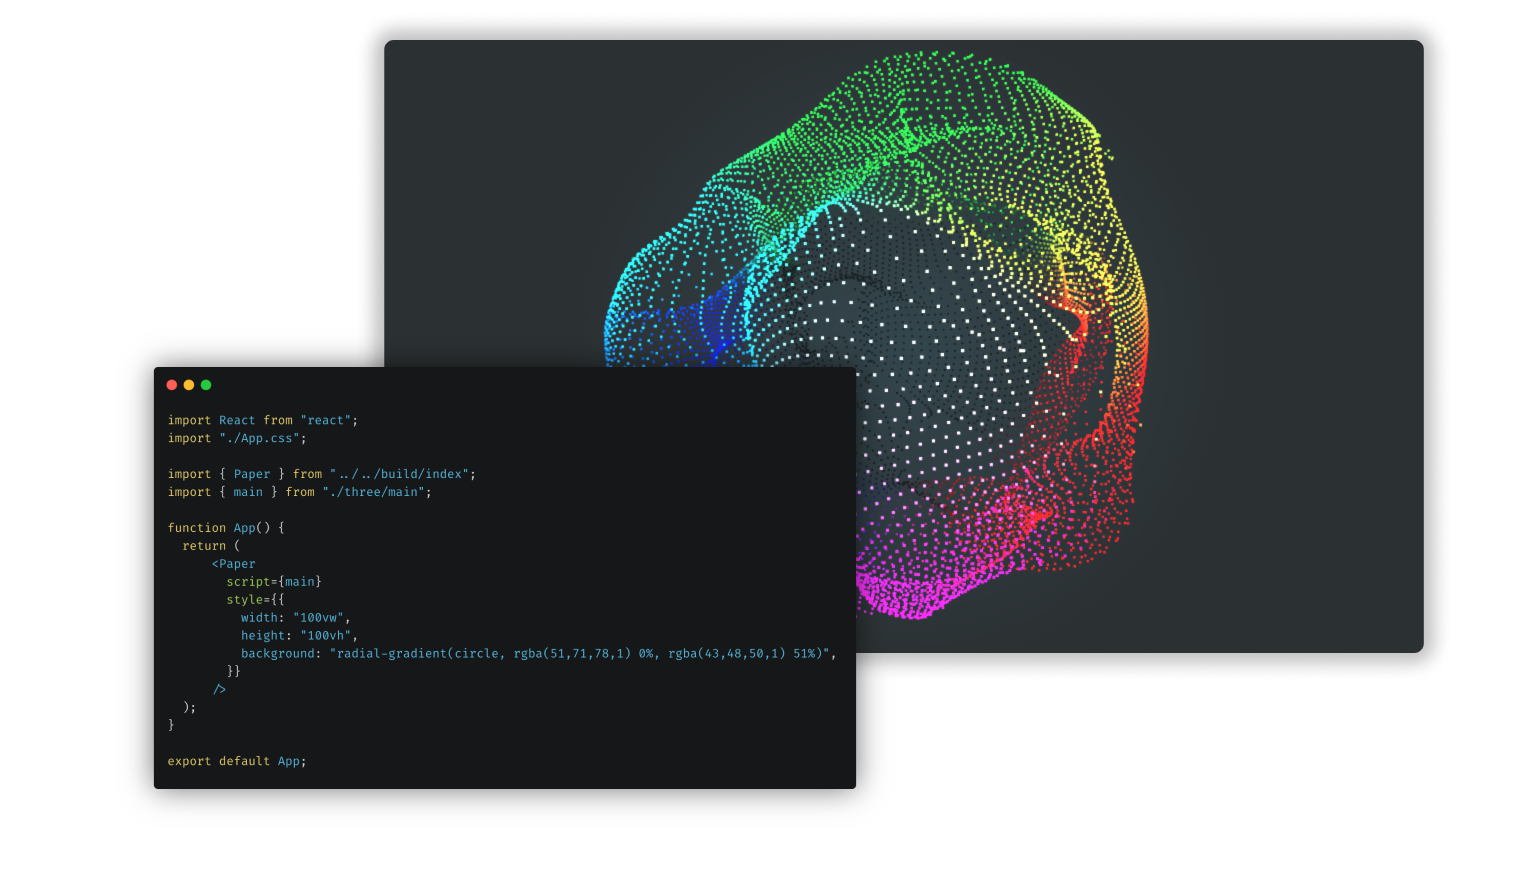 import React from "react";
import "./App.css";
import { Paper } from "../../build/index";
import { main } from "./three/main";
function App() {
return (
<Paper
script={main}
style={{
width: "100vw",
height: "100vh",
background: "radial-gradient(circle, rgba(51,71,78,1) 0%, rgba(43,48,50,1) 51%)",
}}
/>
);
}
export default App;